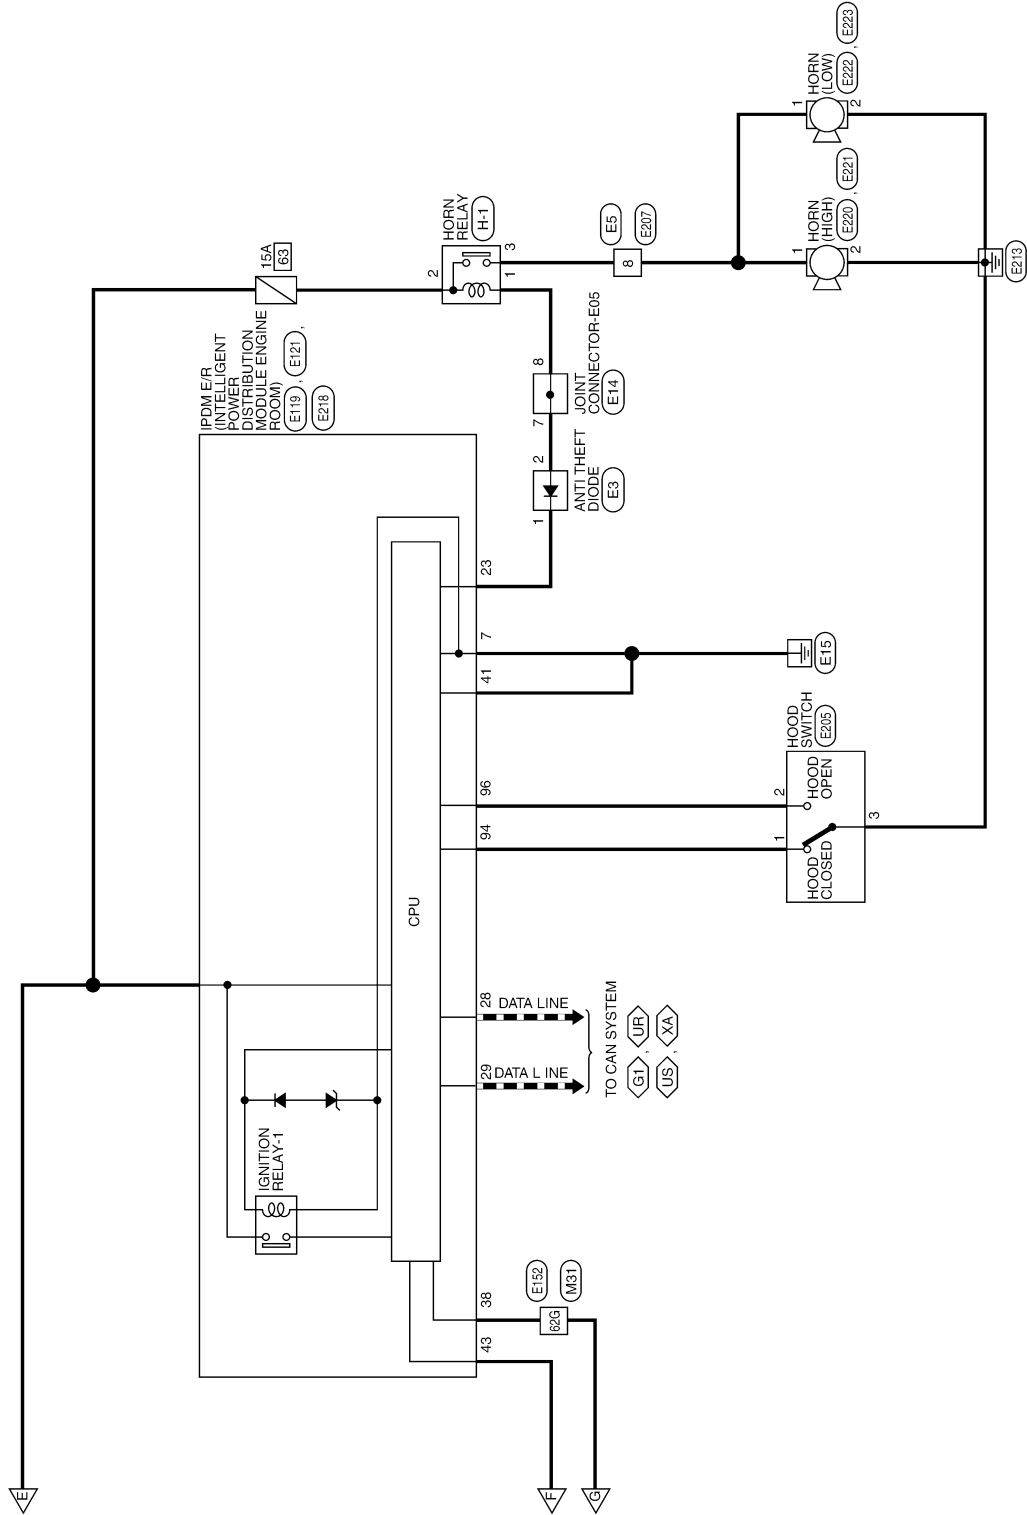 E
15A
63
IPDM E/R
(INTELLIGENT
POWER
DISTRIBUTION
MODULE ENGINE
ROOM)
E119 , E121 ,
E218
IGNITION
RELAY-1
CPU
43
38
29
28
94
96
41
7
23
DATA LINE
DATA L INE
TO CAN SYSTEM
G1 , UR ,
US , XA
F
G
62G
E152
M31
HORN
RELAY
H-1
2
1
3
8
JOINT
CONNECTOR-E05
E14
7
2
ANTI THEFT
DIODE
E3
1
8
E5
E207
E15
HOOD
SWITCH
E205
1
2
HOOD
CLOSED
HOOD
OPEN
3
1
HORN
(HIGH)
E220 , E221
2
1
HORN
(LOW)
E222 , E223
2
E213